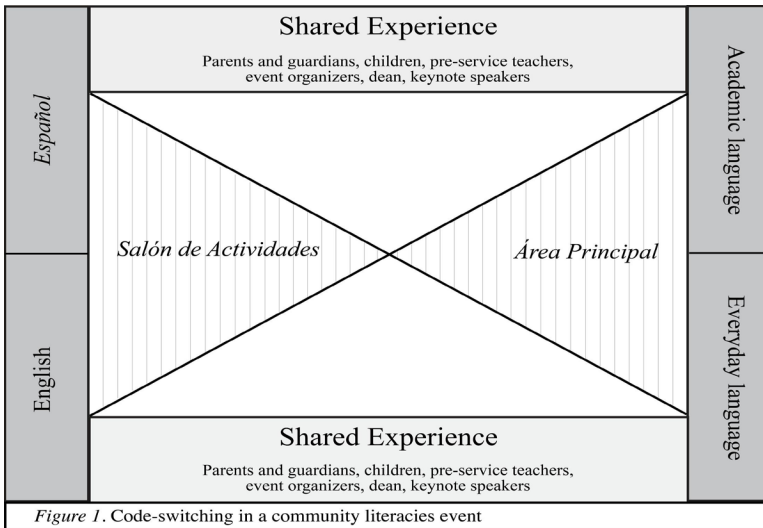 Shared Experience
Parents and guardians, children, pre-service teachers,
event organizers, dean, keynote speakers
Español
Academic language
Salón de Actividades
Área Principal
English
Everyday language
Shared Experience
Parents and guardians, children, pre-service teachers,
event organizers, dean, keynote speakers
Figure 1. Code-switching in a community literacies event